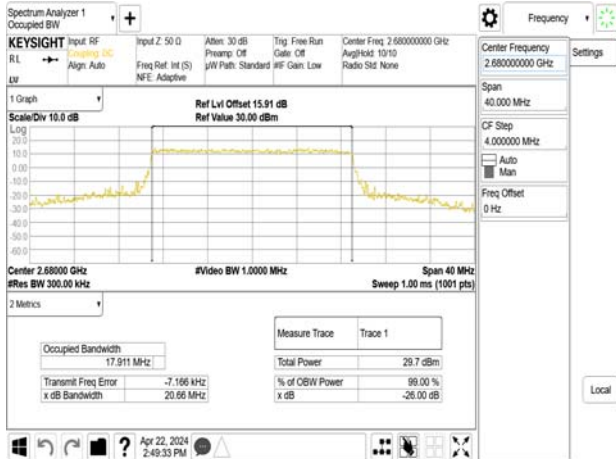 Spectrum Analyzer 1
Occupied BW
+
Frequency
KEYSIGHT
Input: RF
Coupling: DC
Align: Auto
Input Z: 50 Ω
Freq Ref: Int (S)
NFE: Adaptive
Atten: 30 dB
Preamp: Off
µW Path: Standard
Trig: Free Run
Gate: Off
#IF Gain: Low
Center Freq: 2.680000000 GHz
Avg|Hold: 10/10
Radio Std: None
RL
Center Frequency
2.680000000 GHz
Settings
Span
40.000 MHz
CF Step
4.000000 MHz
Auto
Man
Freq Offset
0 Hz
Local
1 Graph
Scale/Div 10.0 dB
Ref Lvl Offset 15.91 dB
Ref Value 30.00 dBm
Log
20.0
10.0
0.00
-10.0
-20.0
-30.0
-40.0
-50.0
-60.0
Center 2.68000 GHz
#Video BW 1.0000 MHz
Span 40 MHz
#Res BW 300.00 kHz
Sweep 1.00 ms (1001 pts)
2 Metrics
Measure Trace Trace 1
Occupied Bandwidth
17.911 MHz
Total Power 29.7 dBm
Transmit Freq Error -7.166 kHz
% of OBW Power 99.00 %
x dB Bandwidth 20.66 MHz
x dB -26.00 dB
?
Apr 22, 2024
2:49:33 PM